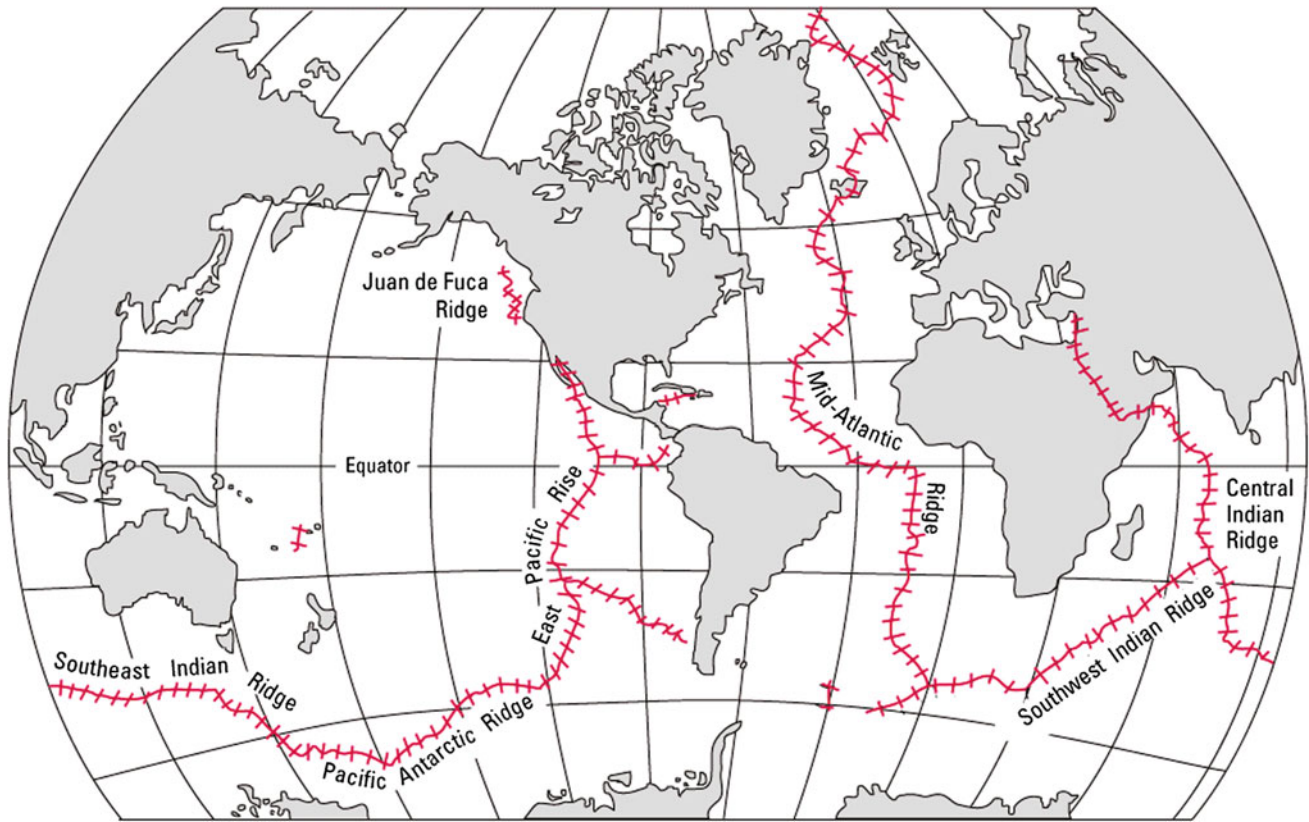 Juan de Fuca
Ridge
Mid-Atlantic
Ridge
Equator
East Pacific Rise
Central
Indian
Ridge
Southeast Indian Ridge
Southwest Indian Ridge
Pacific Antarctic Ridge